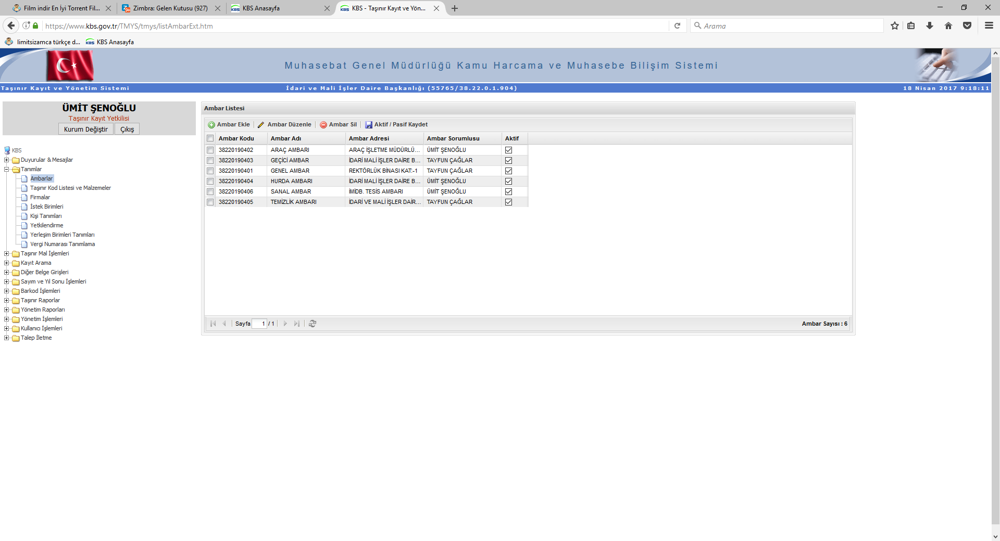 Film indir En İyi Torrent Fil...
Zimbra: Gelen Kutusu (927)
KBS Anasayfa
KBS - Taşınır Kayıt ve Yön...
https://www.kbs.gov.tr/TMYS/tmys/listAmbarExt.htm
Arama
limitsizamca türkçe d...
KBS Anasayfa
Muhasebat Genel Müdürlüğü Kamu Harcama ve Muhasebe Bilişim Sistemi
Taşınır Kayıt ve Yönetim Sistemi
İdari ve Mali İşler Daire Başkanlığı (55765/38.22.0.1.904)
18 Nisan 2017 9:18:11
ÜMİT ŞENOĞLU
Taşınır Kayıt Yetkilisi
Kurum Değiştir
Çıkış
KBS
Duyurular & Mesajlar
Tanımlar
Ambarlar
Taşınır Kod Listesi ve Malzemeler
Firmalar
İstek Birimleri
Kişi Tanımları
Yetkilendirme
Yerleşim Birimleri Tanımları
Vergi Numarası Tanımlama
Taşınır Mal İşlemleri
Kayıt Arama
Diğer Belge Girişleri
Sayım ve Yıl Sonu İşlemleri
Barkod İşlemleri
Taşınır Raporlar
Yönetim Raporları
Yönetim İşlemleri
Kullanıcı İşlemleri
Talep İletme
Ambar Listesi
Ambar Ekle
Ambar Düzenle
Ambar Sil
Aktif / Pasif Kaydet
Ambar Kodu Ambar Adı Ambar Adresi Ambar Sorumlusu Aktif
38220190402 ARAÇ AMBARI ARAÇ İŞLETME MÜDÜRLÜ... ÜMİT ŞENOĞLU
38220190403 GEÇİCİ AMBAR İDARİ MALİ İŞLER DAİRE B... TAYFUN ÇAĞLAR
38220190401 GENEL AMBAR REKTÖRLÜK BİNASI KAT:-1 TAYFUN ÇAĞLAR
38220190404 HURDA AMBARI İDARİ MALİ İŞLER DAİRE B... ÜMİT ŞENOĞLU
38220190406 SANAL AMBAR İMİDB. TESİS AMBARI ÜMİT ŞENOĞLU
38220190405 TEMİZLİK AMBARI İDARİ VE MALİ İŞLER DAİR... TAYFUN ÇAĞLAR
Sayfa 1 / 1
Ambar Sayısı : 6